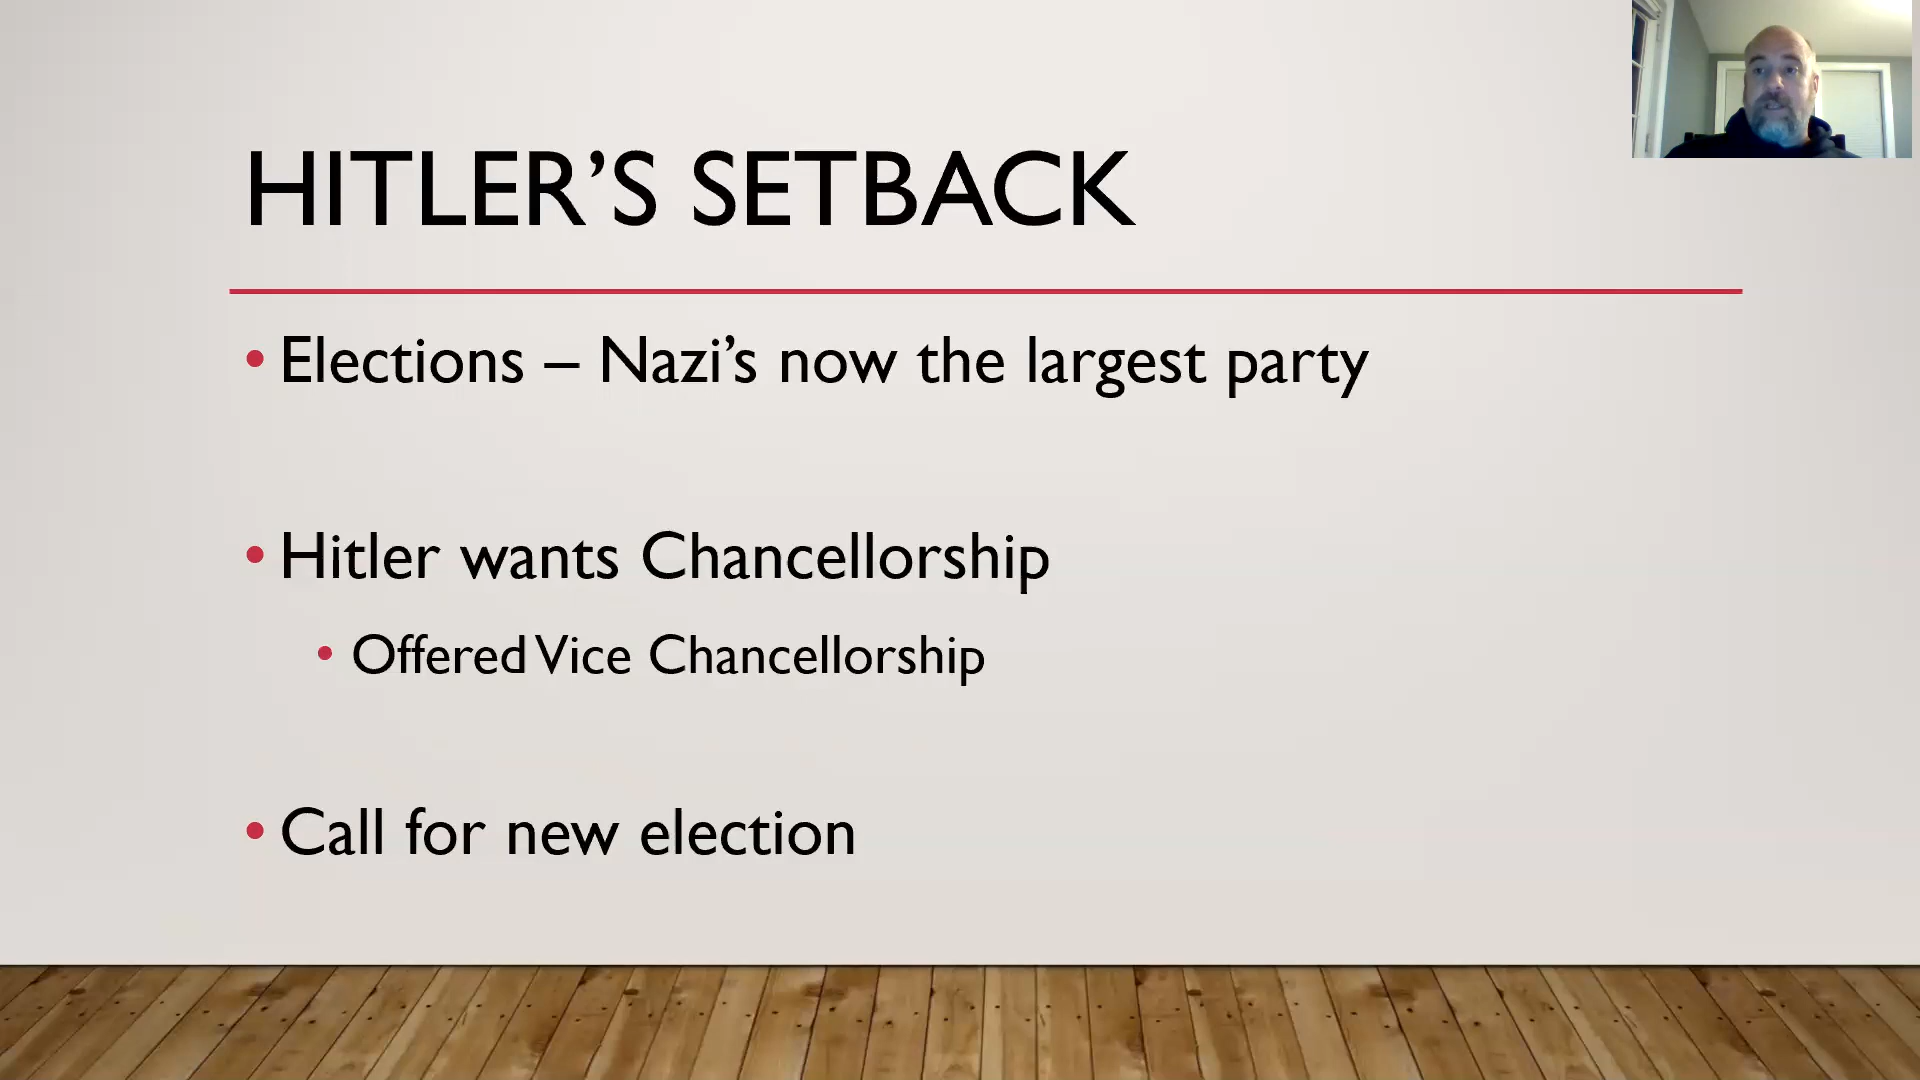 HITLER’S SETBACK
• Elections – Nazi’s now the largest party
• Hitler wants Chancellorship
• Offered Vice Chancellorship
• Call for new election